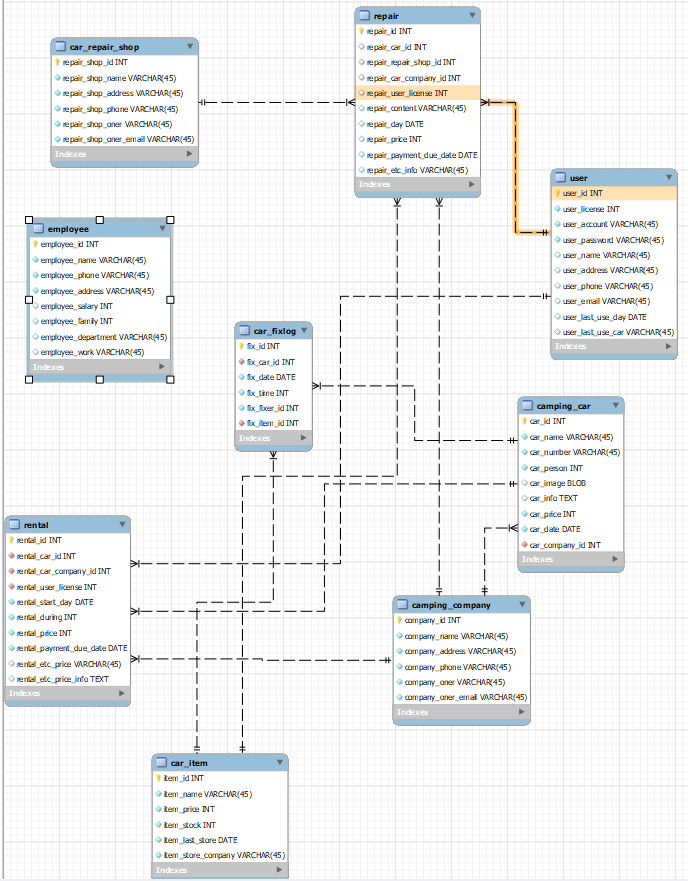 repair
repair_id INT
repair_car_id INT
repair_repair_shop_id INT
repair_car_company_id INT
repair_user_license INT
repair_content VARCHAR(45)
repair_day DATE
repair_price INT
repair_payment_due_date DATE
repair_etc_info VARCHAR(45)
Indexes
car_repair_shop
repair_shop_id INT
repair_shop_name VARCHAR(45)
repair_shop_address VARCHAR(45)
repair_shop_phone VARCHAR(45)
repair_shop_oner VARCHAR(45)
repair_shop_oner_email VARCHAR(45)
Indexes
user
user_id INT
user_license INT
user_account VARCHAR(45)
user_password VARCHAR(45)
user_name VARCHAR(45)
user_address VARCHAR(45)
user_phone VARCHAR(45)
user_email VARCHAR(45)
user_last_use_day DATE
user_last_use_car VARCHAR(45)
Indexes
employee
employee_id INT
employee_name VARCHAR(45)
employee_phone VARCHAR(45)
employee_address VARCHAR(45)
employee_salary INT
employee_family INT
employee_department VARCHAR(45)
employee_work VARCHAR(45)
Indexes
car_fixlog
fix_id INT
fix_car_id INT
fix_date DATE
fix_time INT
fix_fixer_id INT
fix_item_id INT
Indexes
camping_car
car_id INT
car_name VARCHAR(45)
car_number VARCHAR(45)
car_person INT
car_image BLOB
car_info TEXT
car_price INT
car_date DATE
car_company_id INT
Indexes
rental
rental_id INT
rental_car_id INT
rental_car_company_id INT
rental_user_license INT
rental_start_day DATE
rental_during INT
rental_price INT
rental_payment_due_date DATE
rental_etc_price VARCHAR(45)
rental_etc_price_info TEXT
Indexes
camping_company
company_id INT
company_name VARCHAR(45)
company_address VARCHAR(45)
company_phone VARCHAR(45)
company_oner VARCHAR(45)
company_oner_email VARCHAR(45)
Indexes
car_item
item_id INT
item_name VARCHAR(45)
item_price INT
item_stock INT
item_last_store DATE
item_store_company VARCHAR(45)
Indexes